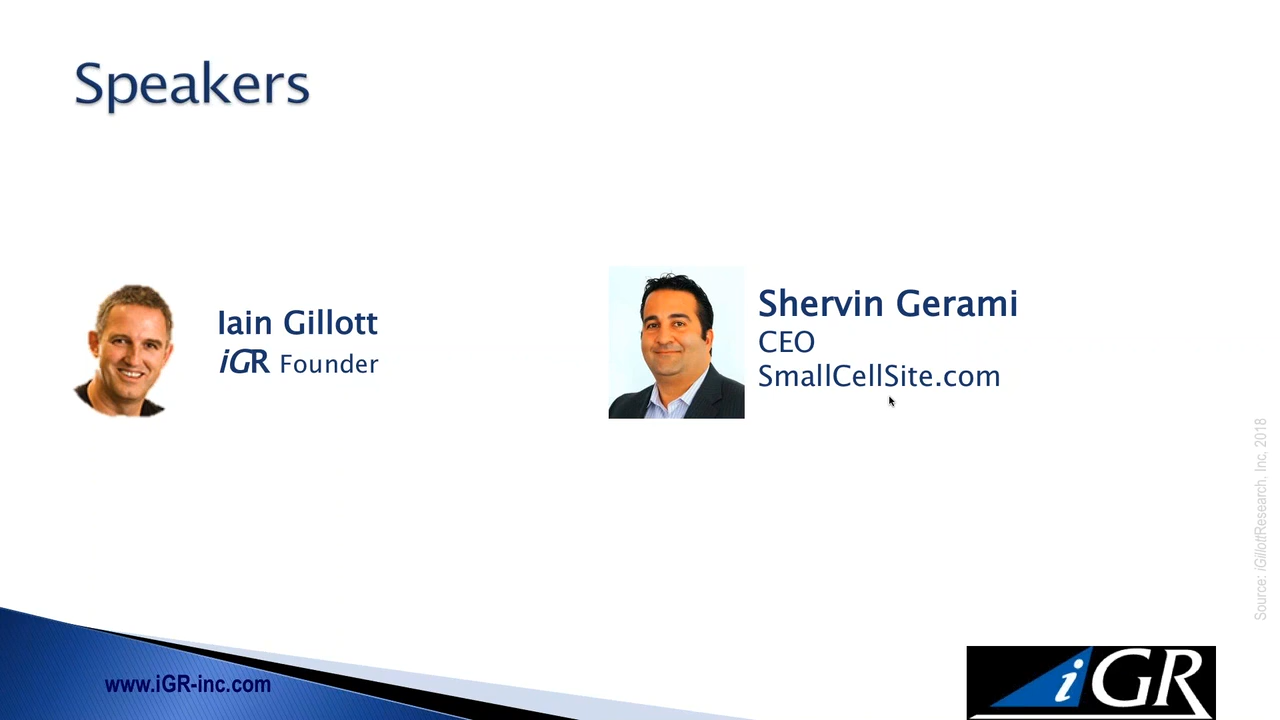 Speakers
Iain Gillott
iGR Founder
Shervin Gerami
CEO
SmallCellSite.com
Source: iGillottResearch, Inc, 2018
www.iGR-inc.com
iGR